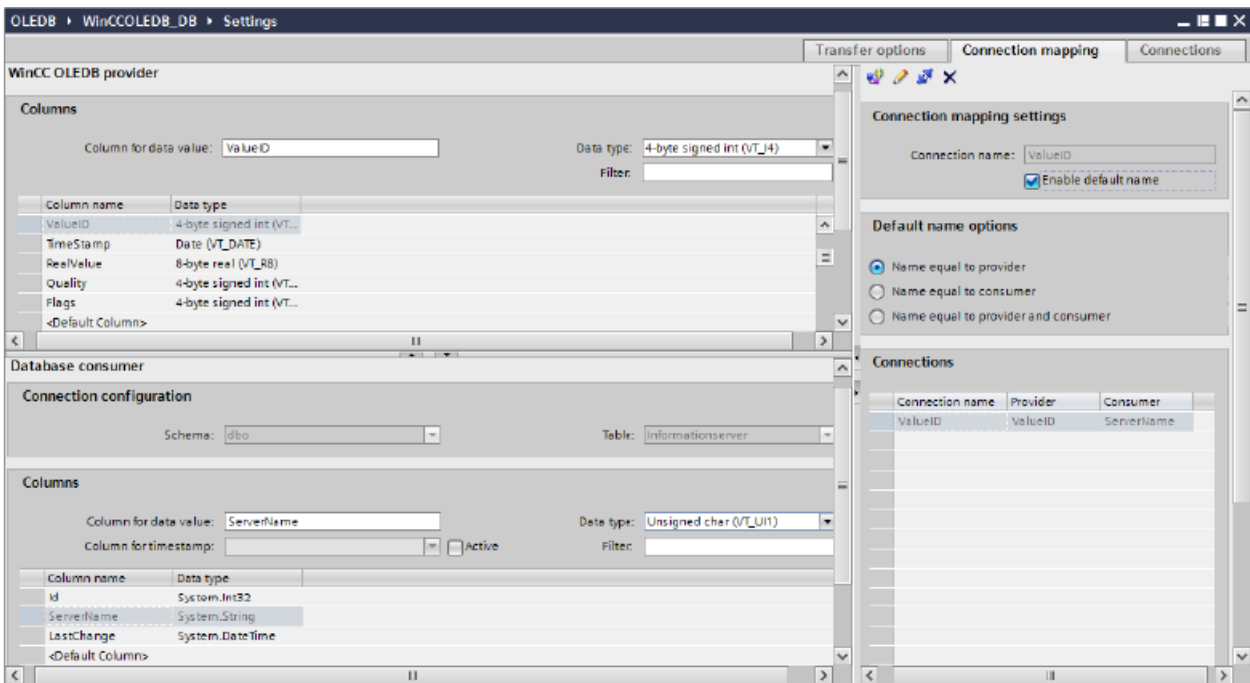 OLEDB ▸ WinCCOLEDB_DB ▸ Settings
Transfer options Connection mapping Connections
WinCC OLEDB provider
Columns
Column for data value: ValueID Data type: 4-byte signed int (VT_I4)
Filter:
Column name Data type
ValueID 4-byte signed int (VT...
TimeStamp Date (VT_DATE)
RealValue 8-byte real (VT_R8)
Quality 4-byte signed int (VT...
Flags 4-byte signed int (VT...
<Default Column>
Database consumer
Connection configuration
Schema: dbo Table: Informationserver
Columns
Column for data value: ServerName Data type: Unsigned char (VT_UI1)
Column for timestamp: Active Filter:
Column name Data type
Id System.Int32
ServerName System.String
LastChange System.DateTime
<Default Column>
Connection mapping settings
Connection name: ValueID
Enable default name
Default name options
Name equal to provider
Name equal to consumer
Name equal to provider and consumer
Connections
Connection name Provider Consumer
ValueID ValueID ServerName